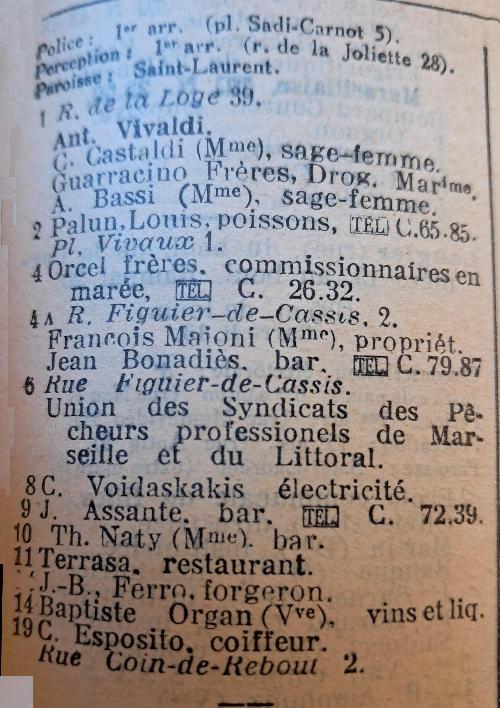 Police : 1er arr. (pl. Sadi-Carnot 5).
Perception : 1er arr. (r. de la Joliette 28).
Paroisse : Saint-Laurent.
1 R. de la Loge 39.
Ant. Vivaldi.
C. Castaldi (Mme), sage-femme.
Guarracino Frères, Drog. Marime.
A. Bassi (Mme), sage-femme.
2 Palun, Louis, poissons, TÉL C.65-85.
Pl. Vivaux 1.
4 Orcel frères, commissionnaires en
marée, TEL C. 26.32.
4 A R. Figuier-de-Cassis, 2.
Francois Maioni (Mme), propriét.
Jean Bonadiès, bar. TEL C. 79.87
6 Rue Figuier-de-Cassis.
Union des Syndicats des Pê-
cheurs professionels de Mar-
seille et du Littoral.
8 C. Voidaskakis électricité.
9 J. Assante, bar. TEL C. 72.39.
10 Th. Naty (Mme), bar.
11 Terrasa, restaurant.
J.-B., Ferro, forgeron.
14 Baptiste Organ (Vve), vins et liq.
19 C. Esposito, coiffeur.
Rue Coin-de-Reboul 2.